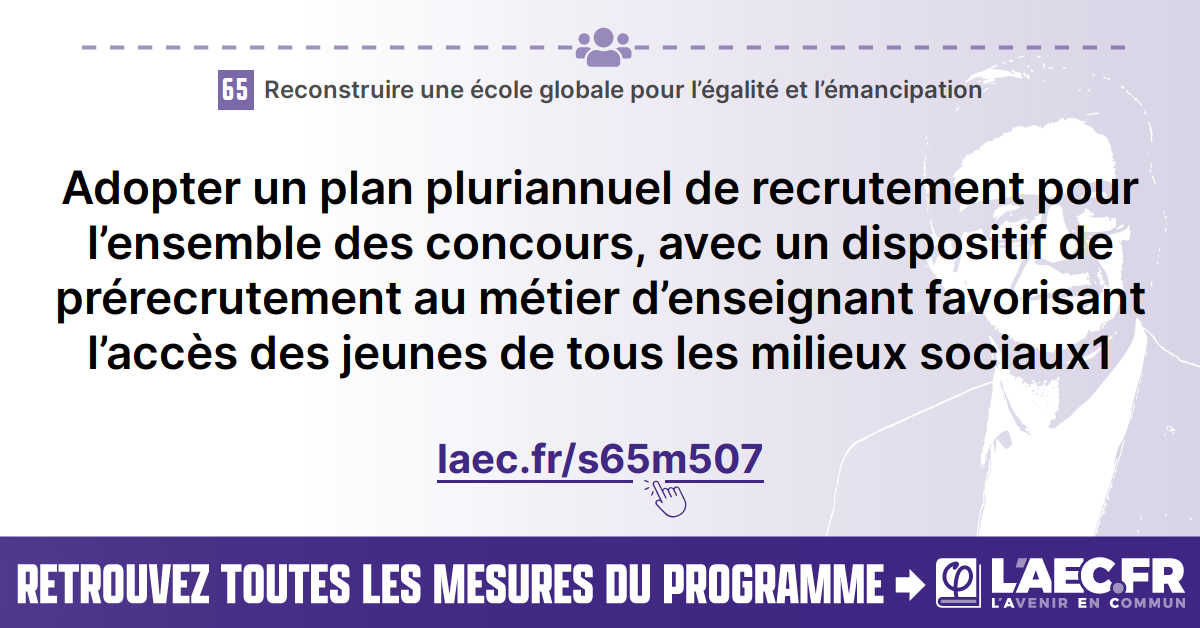 65 Reconstruire une école globale pour l’égalité et l’émancipation
Adopter un plan pluriannuel de recrutement pour
l’ensemble des concours, avec un dispositif de
prérecrutement au métier d’enseignant favorisant
l’accès des jeunes de tous les milieux sociaux1
laec.fr/s65m507
RETROUVEZ TOUTES LES MESURES DU PROGRAMME
L'AEC.FR
L'AVENIR EN COMMUN